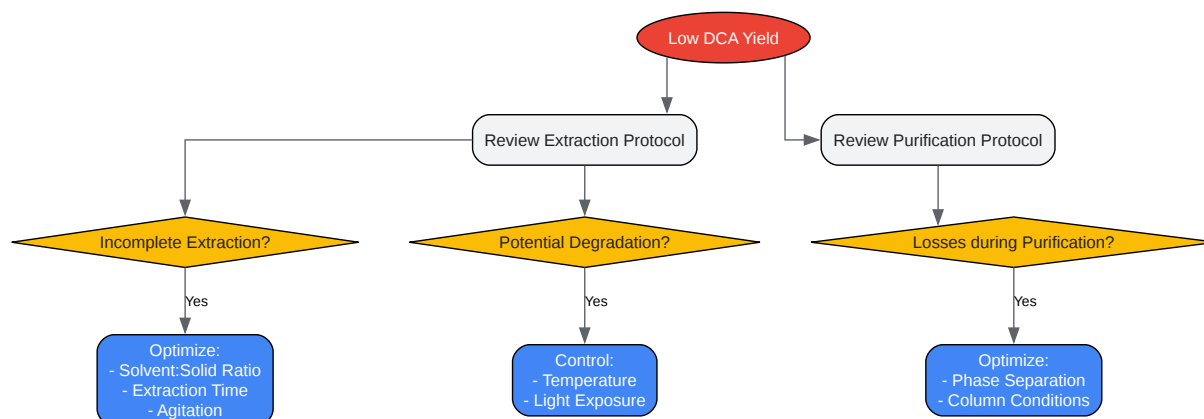 Low DCA Yield
Review Extraction Protocol
Review Purification Protocol
Incomplete Extraction?
Potential Degradation?
Losses during Purification?
Yes
Yes
Yes
Optimize:
- Solvent:Solid Ratio
- Extraction Time
- Agitation
Control:
- Temperature
- Light Exposure
Optimize:
- Phase Separation
- Column Conditions